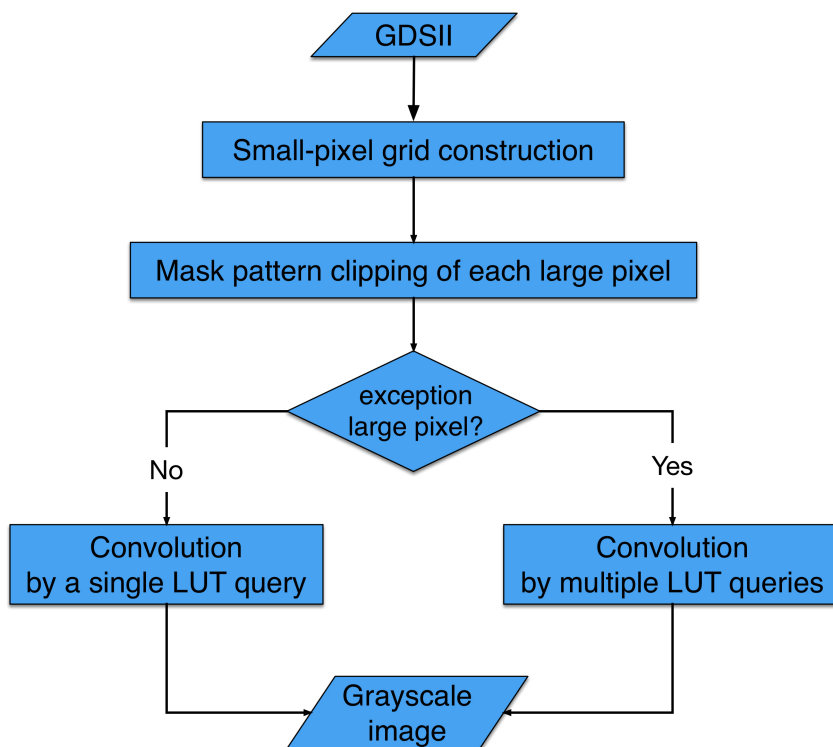 GDSII
Small-pixel grid construction
Mask pattern clipping of each large pixel
exception
large pixel?
No
Yes
Convolution
by a single LUT query
Convolution
by multiple LUT queries
Grayscale
image